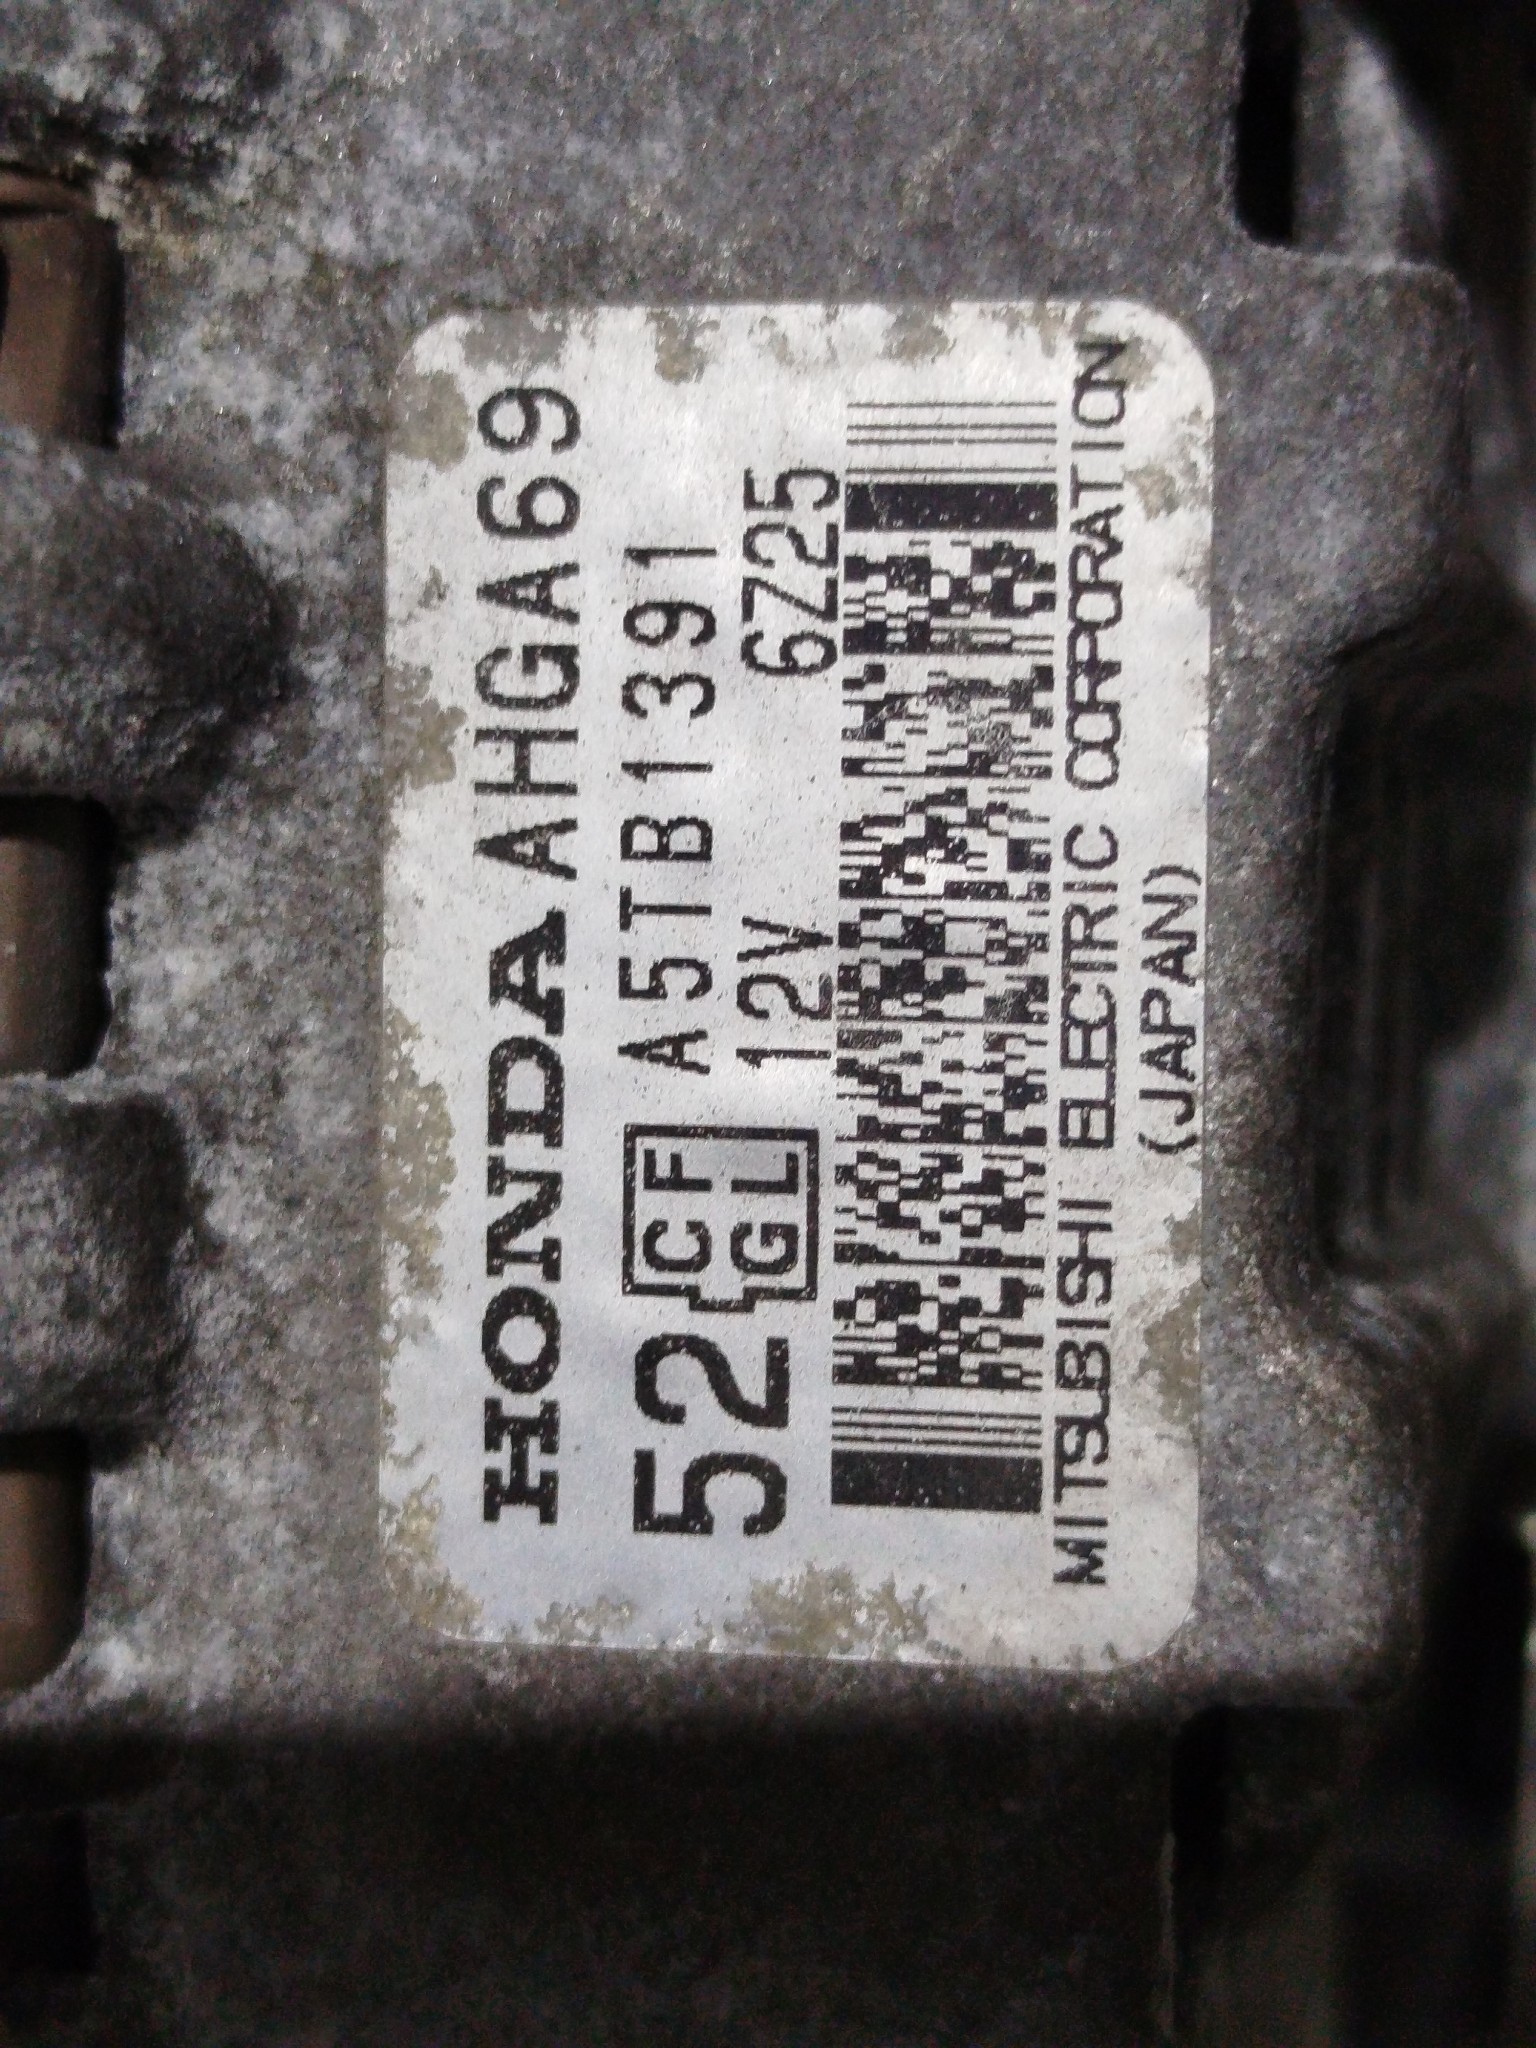 HONDA AHGA69
52 CF A5TB1391
GL 12V 6Z25
MITSUBISHI ELECTRIC CORPORATION
(JAPAN)